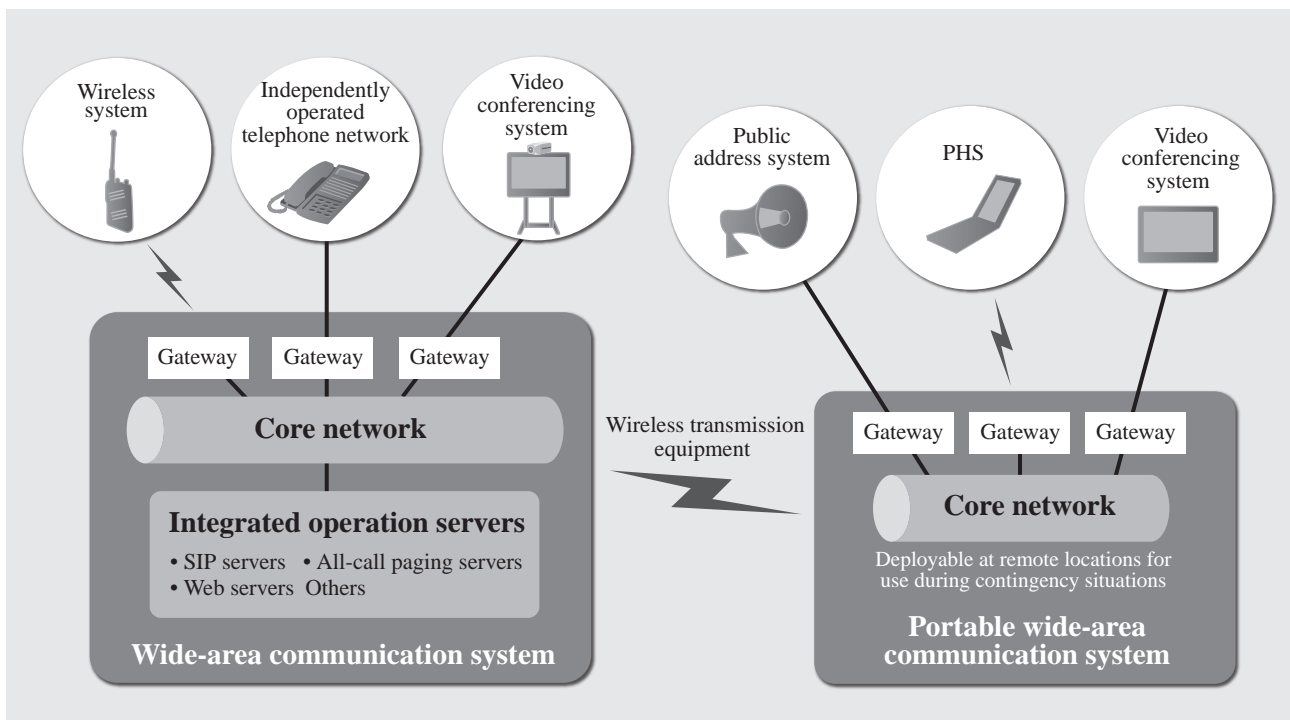 Wireless
system
Independently
operated
telephone network
Video
conferencing
system
Public
address system
PHS
Video
conferencing
system
Gateway
Gateway
Gateway
Core network
Integrated operation servers
• SIP servers • All-call paging servers
• Web servers Others
Wide-area communication system
Wireless transmission
equipment
Gateway
Gateway
Gateway
Core network
Deployable at remote locations for
use during contingency situations
Portable wide-area
communication system